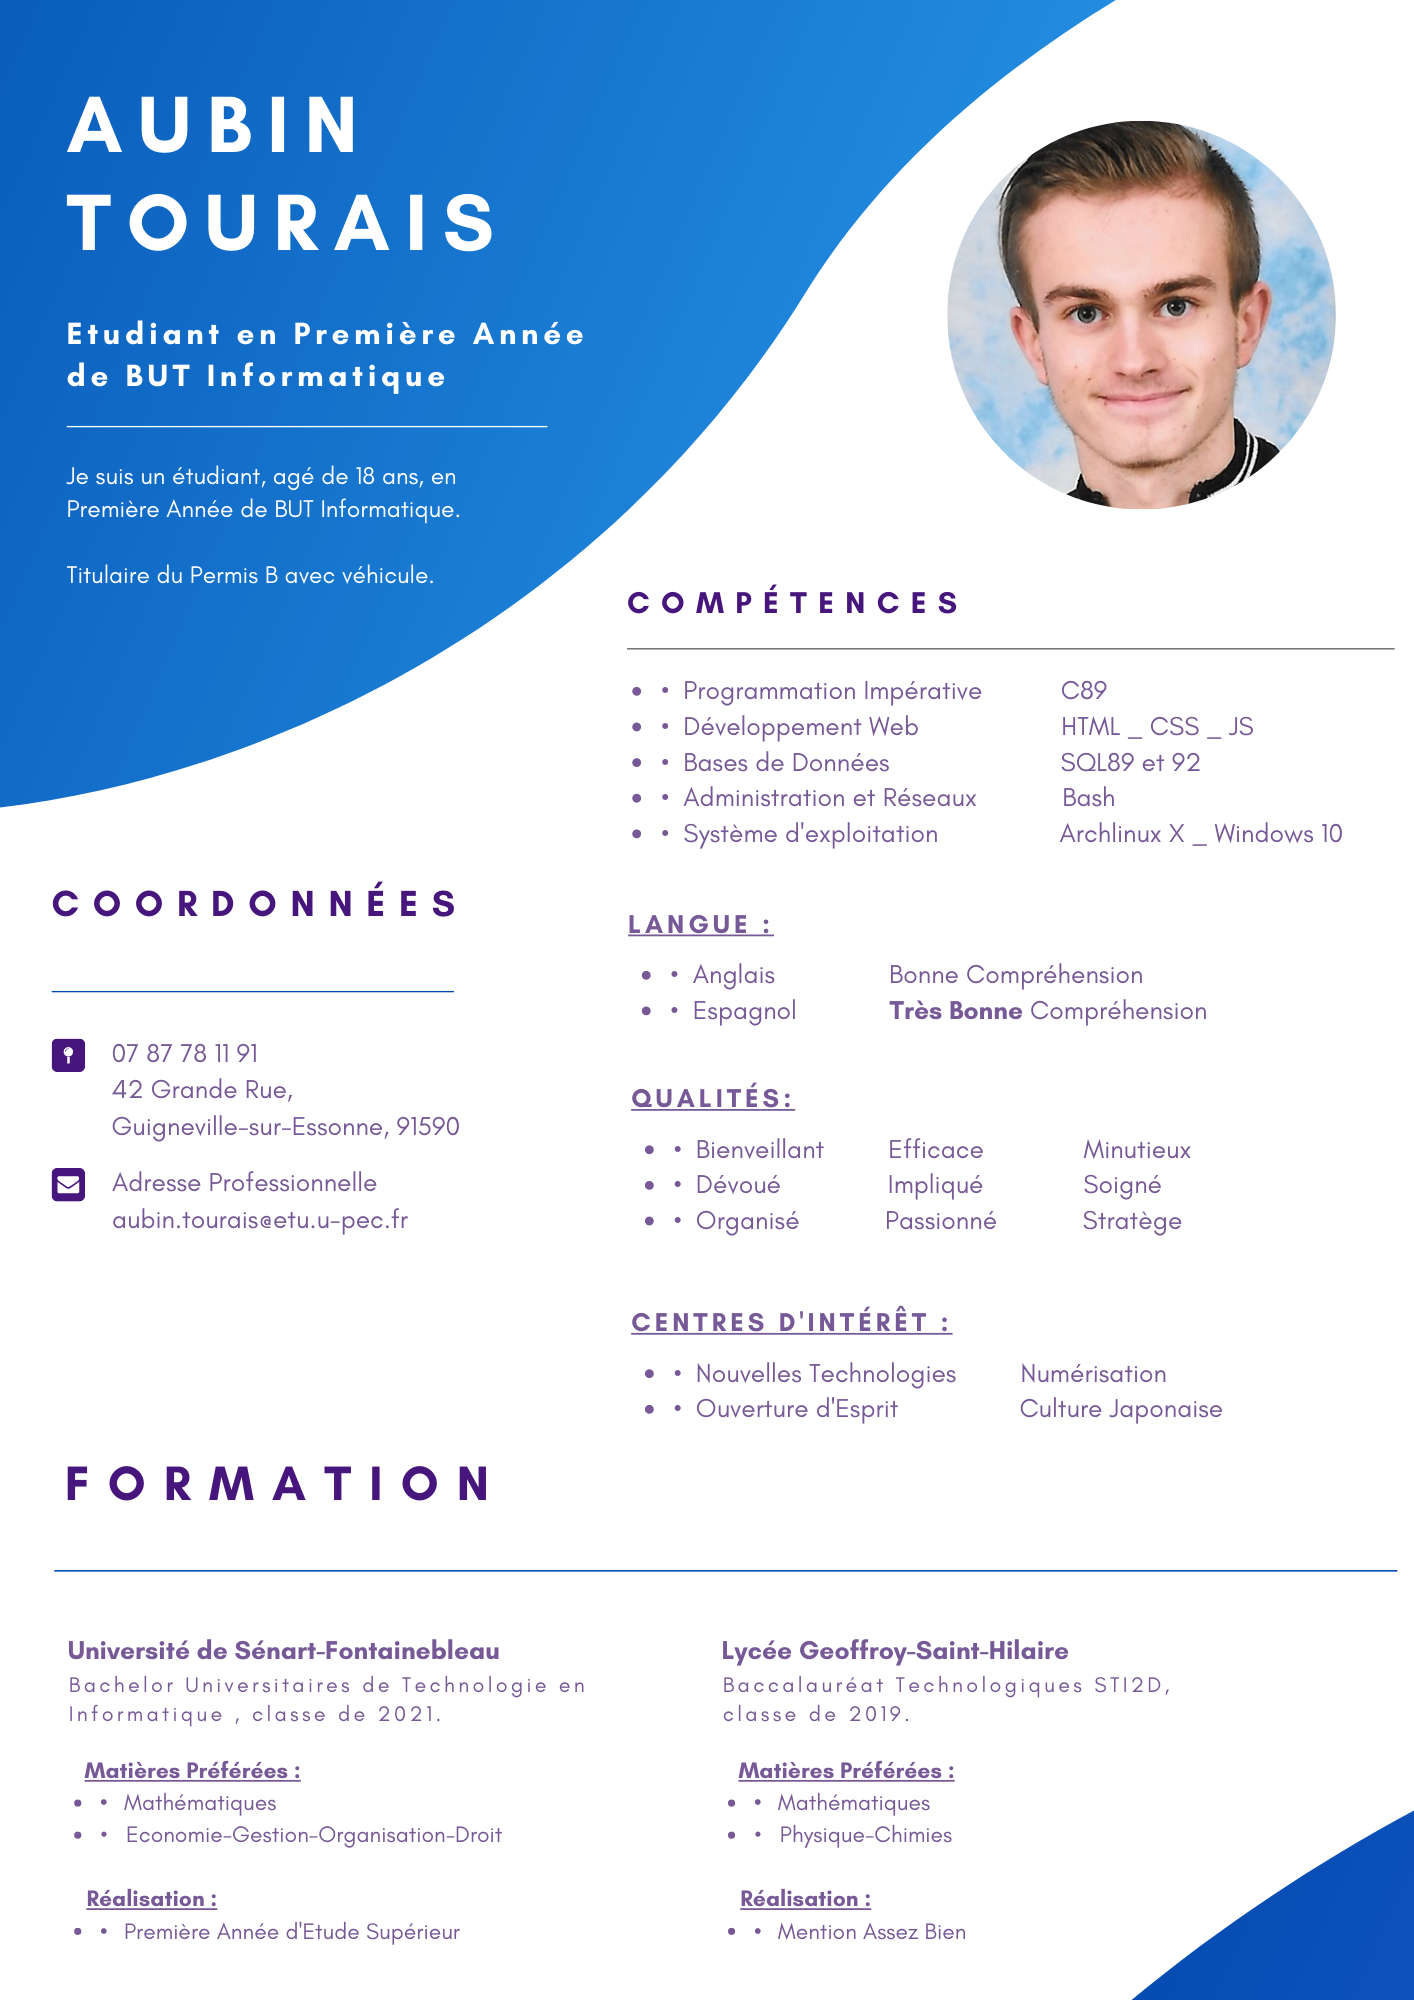 AUBIN
TOURAIS
Etudiant en Première Année
de BUT Informatique
Je suis un étudiant, agé de 18 ans, en
Première Année de BUT Informatique.
Titulaire du Permis B avec véhicule.
COMPÉTENCES
• • Programmation Impérative C89
• • Développement Web HTML _ CSS _ JS
• • Bases de Données SQL89 et 92
• • Administration et Réseaux Bash
• • Système d'exploitation Archlinux X _ Windows 10
LANGUE :
• • Anglais Bonne Compréhension
• • Espagnol Très Bonne Compréhension
QUALITÉS:
• • Bienveillant Efficace Minutieux
• • Dévoué Impliqué Soigné
• • Organisé Passionné Stratège
CENTRES D'INTÉRÊT :
• • Nouvelles Technologies Numérisation
• • Ouverture d'Esprit Culture Japonaise
COORDONNÉES
07 87 78 11 91
42 Grande Rue,
Guigneville-sur-Essonne, 91590
Adresse Professionnelle
aubin.tourais@etu.u-pec.fr
FORMATION
Université de Sénart-Fontainebleau
Bachelor Universitaires de Technologie en
Informatique , classe de 2021.
Matières Préférées :
• • Mathématiques
• • Economie-Gestion-Organisation-Droit
Réalisation :
• • Première Année d'Etude Supérieur
Lycée Geoffroy-Saint-Hilaire
Baccalauréat Technologiques STI2D,
classe de 2019.
Matières Préférées :
• • Mathématiques
• • Physique-Chimies
Réalisation :
• • Mention Assez Bien